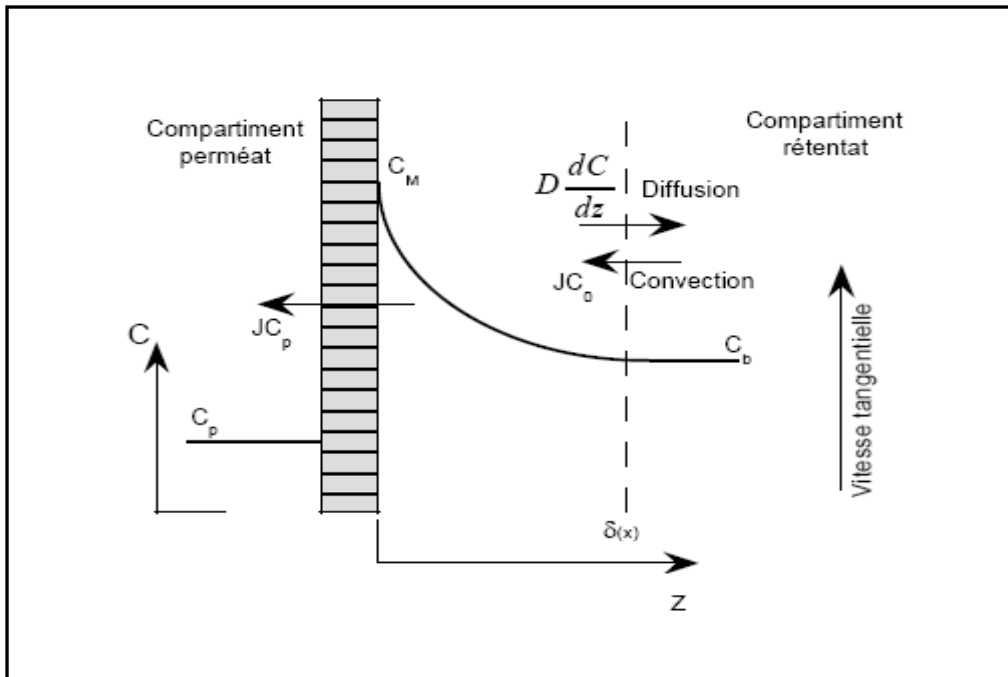 Compartiment
perméat
Compartiment
rétentat
C_M
D dC/dz
Diffusion
JC_0
Convection
JC_p
C
C_p
C_b
Vitesse tangentielle
δ(x)
Z